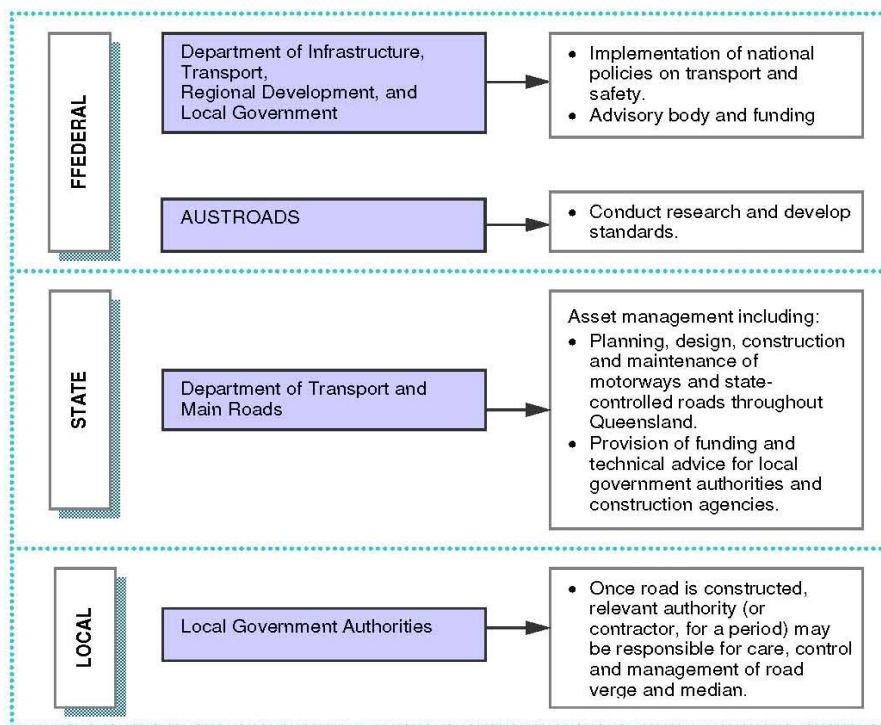 FFEDERAL
Department of Infrastructure,
Transport,
Regional Development, and
Local Government
• Implementation of national
policies on transport and
safety.
• Advisory body and funding
AUSTROADS
• Conduct research and develop
standards.
STATE
Department of Transport and
Main Roads
Asset management including:
• Planning, design, construction
and maintenance of
motorways and state-
controlled roads throughout
Queensland.
• Provision of funding and
technical advice for local
government authorities and
construction agencies.
LOCAL
Local Government Authorities
• Once road is constructed,
relevant authority (or
contractor, for a period) may
be responsible for care, control
and management of road
verge and median.